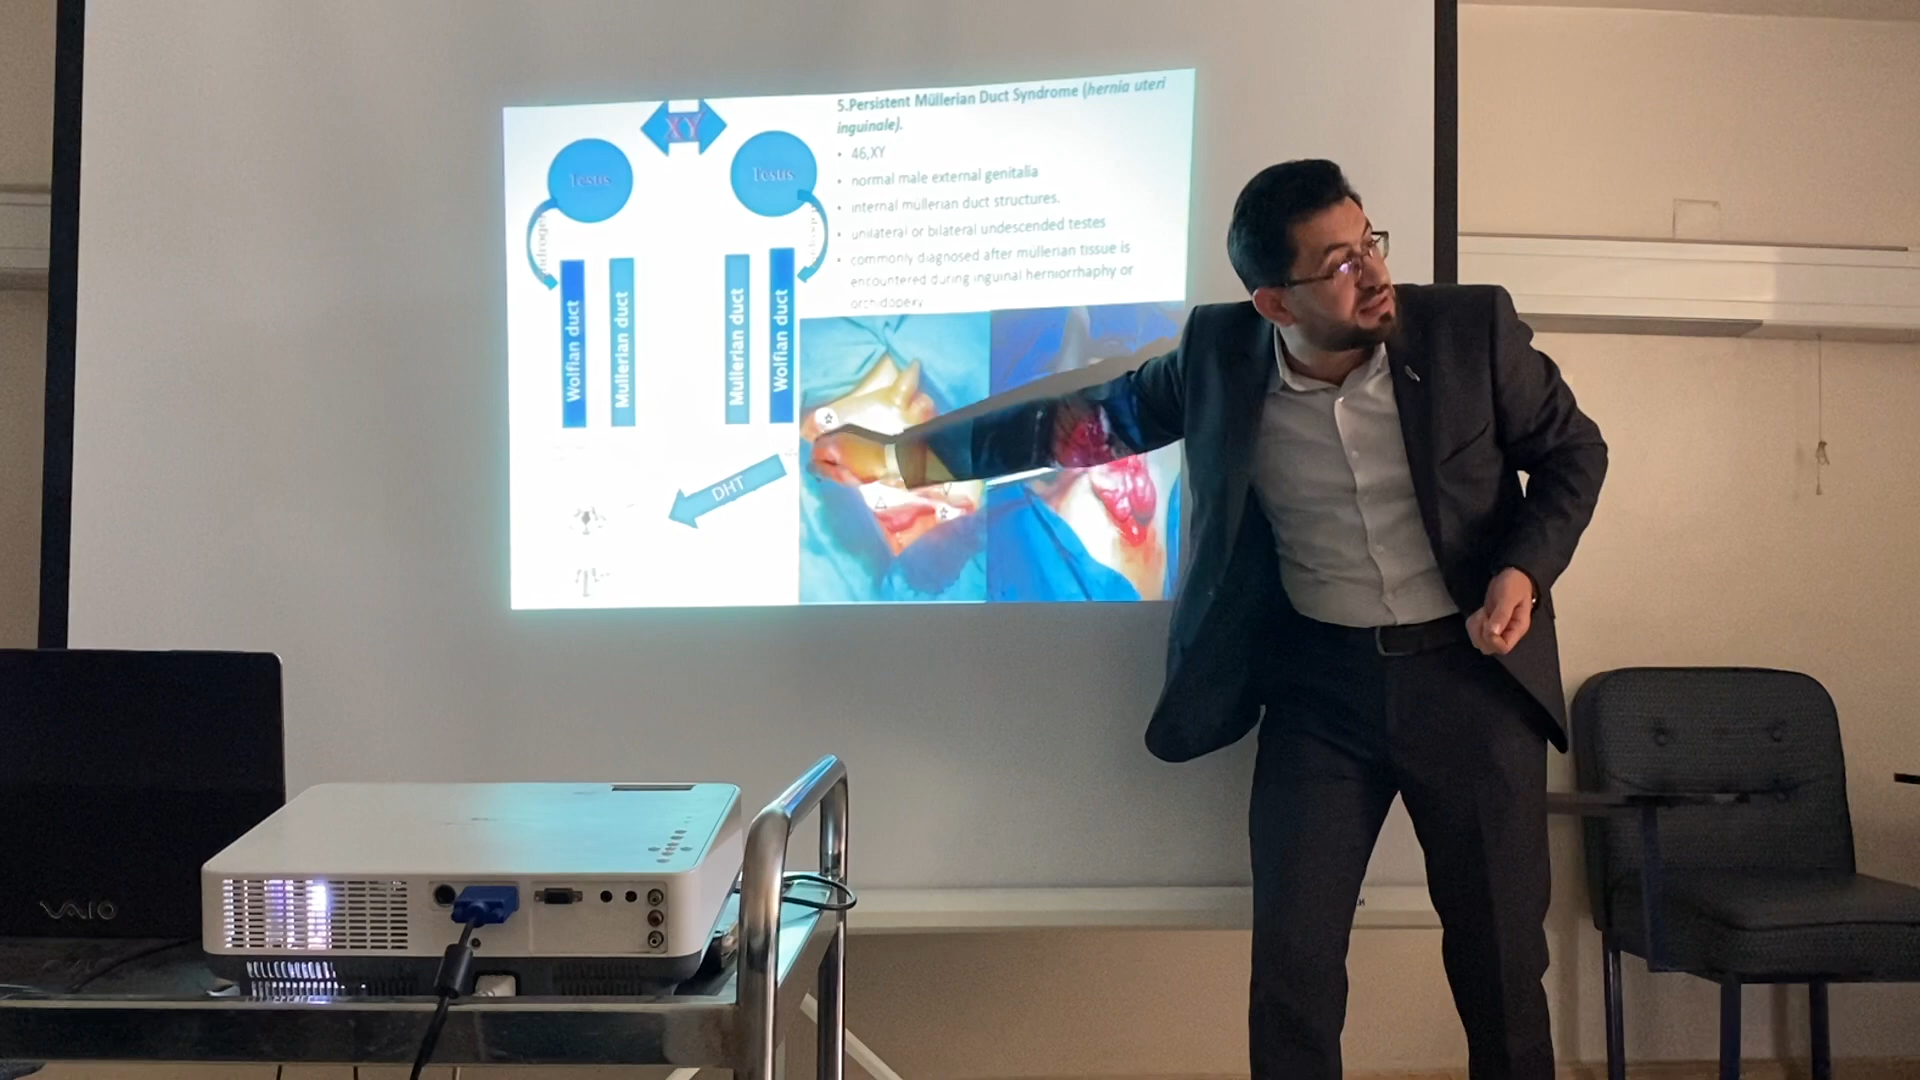 XY
Testis
Testis
Wolfian duct
Mullerian duct
Mullerian duct
Wolfian duct
DHT
5.Persistent Müllerian Duct Syndrome (hernia uteri
inguinale).
• 46,XY
• normal male external genitalia
• internal müllerian duct structures.
• unilateral or bilateral undescended testes
• commonly diagnosed after müllerian tissue is
encountered during inguinal herniorrhaphy or
orchidopexy
VAIO